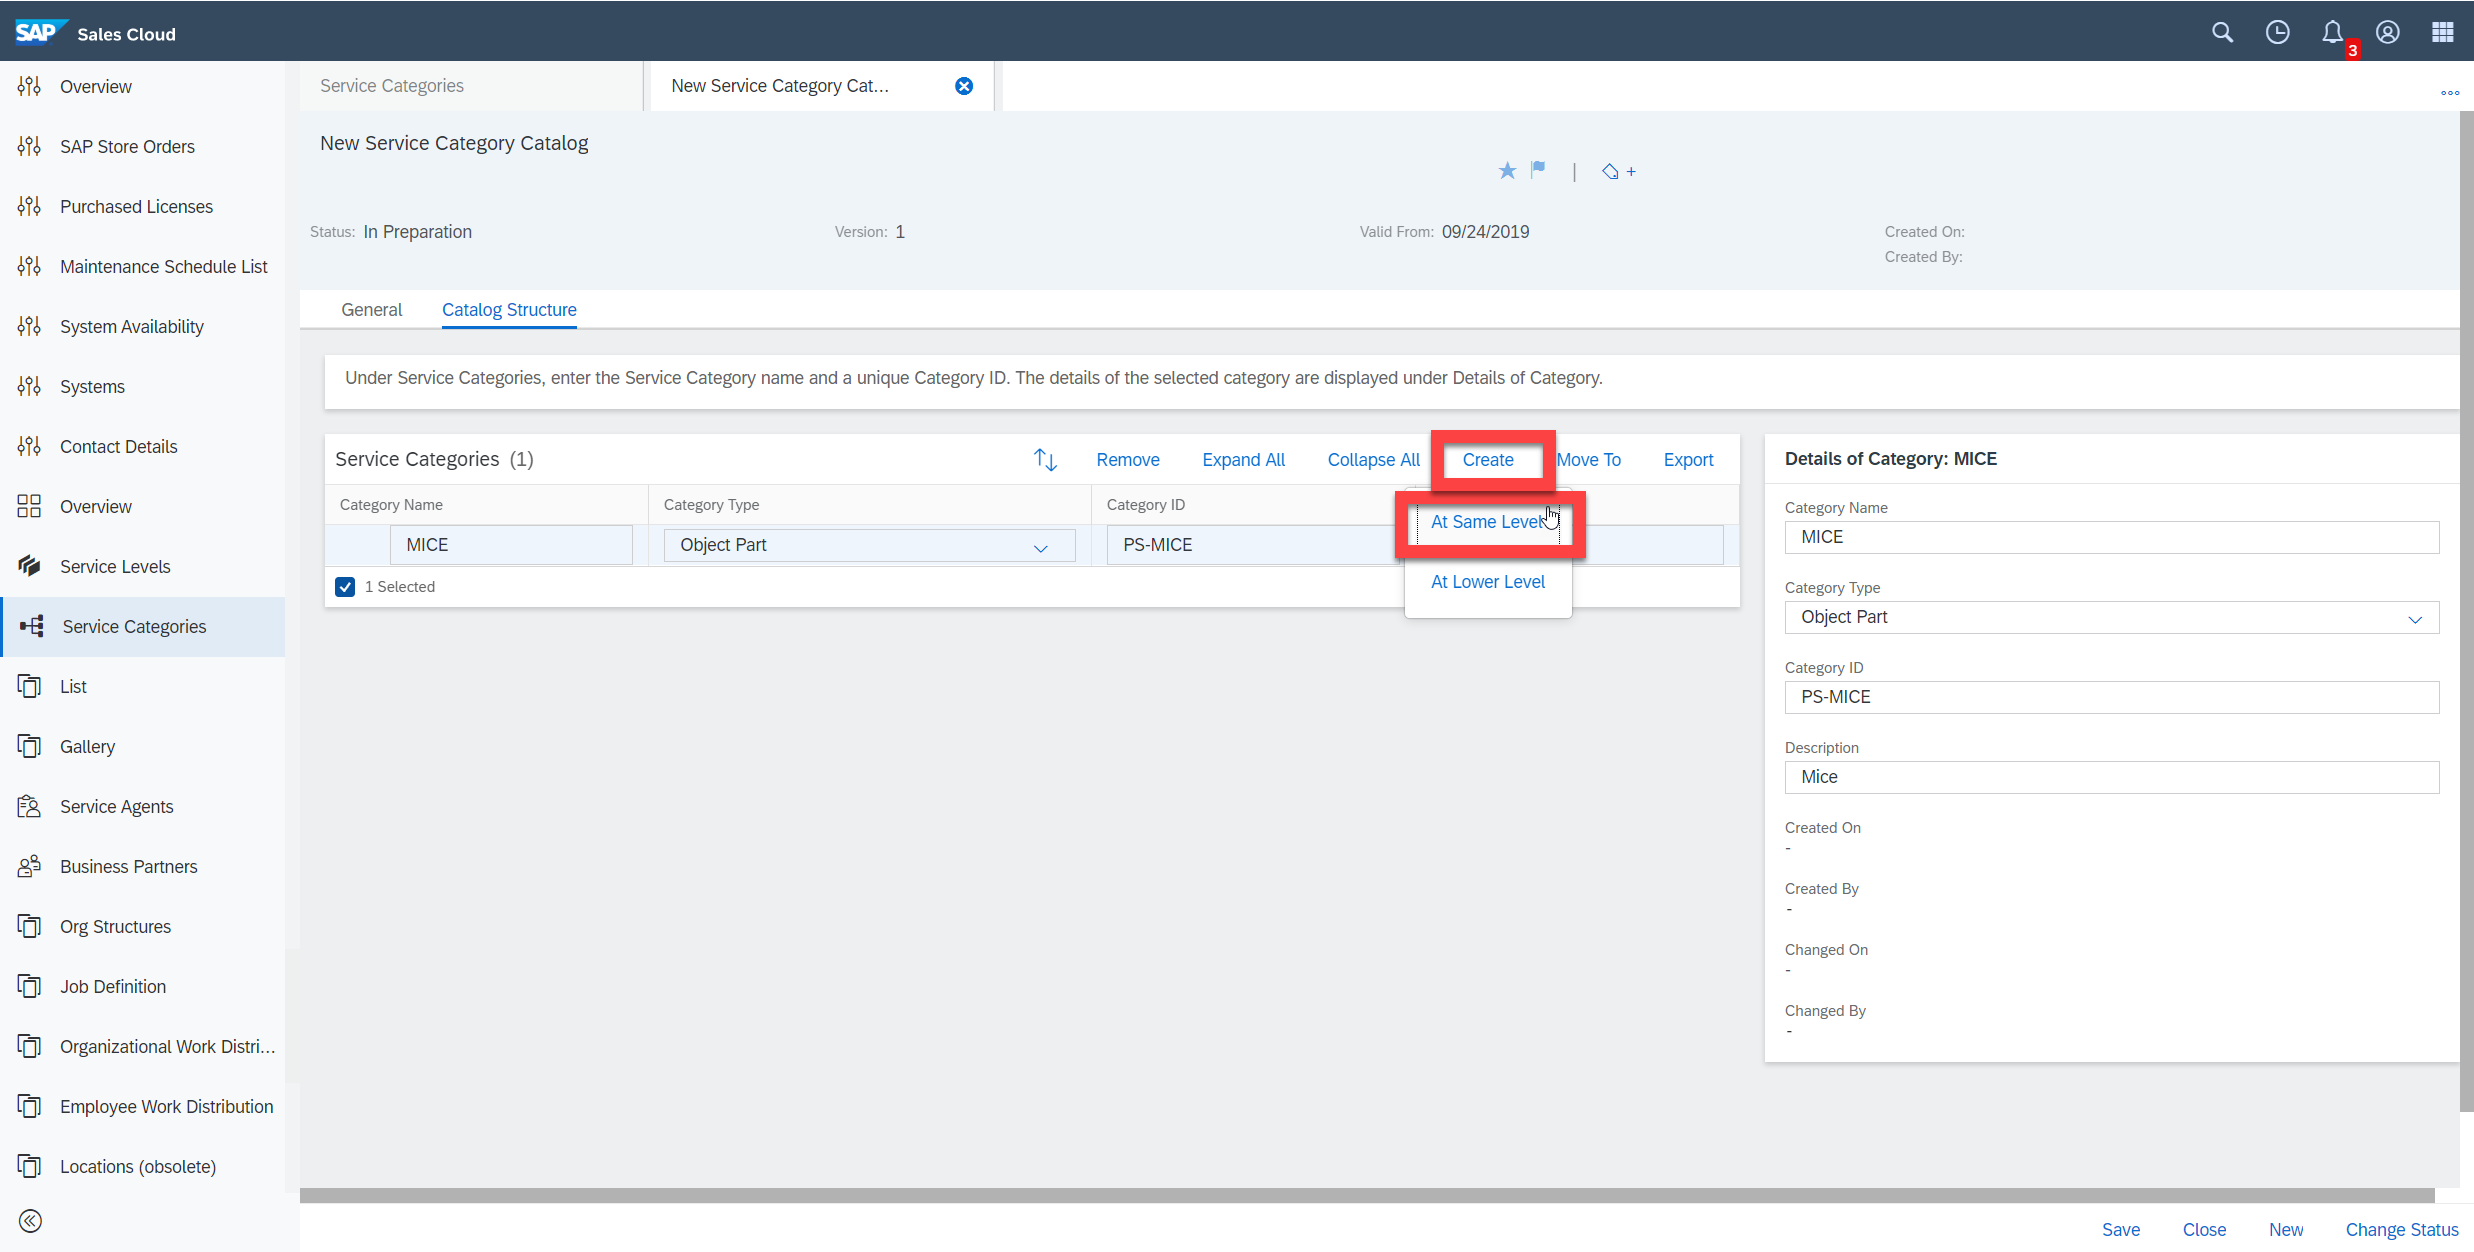 SAP Sales Cloud
3
Overview
SAP Store Orders
Purchased Licenses
Maintenance Schedule List
System Availability
Systems
Contact Details
Overview
Service Levels
Service Categories
List
Gallery
Service Agents
Business Partners
Org Structures
Job Definition
Organizational Work Distri...
Employee Work Distribution
Locations (obsolete)
Service Categories
New Service Category Cat...
New Service Category Catalog
Status: In Preparation
Version: 1
Valid From: 09/24/2019
Created On:
Created By:
General
Catalog Structure
Under Service Categories, enter the Service Category name and a unique Category ID. The details of the selected category are displayed under Details of Category.
Service Categories (1)
Remove
Expand All
Collapse All
Create
Move To
Export
At Same Level
At Lower Level
Category Name
Category Type
Category ID
MICE
Object Part
PS-MICE
1 Selected
Details of Category: MICE
Category Name
MICE
Category Type
Object Part
Category ID
PS-MICE
Description
Mice
Created On
-
Created By
-
Changed On
-
Changed By
-
Save
Close
New
Change Status